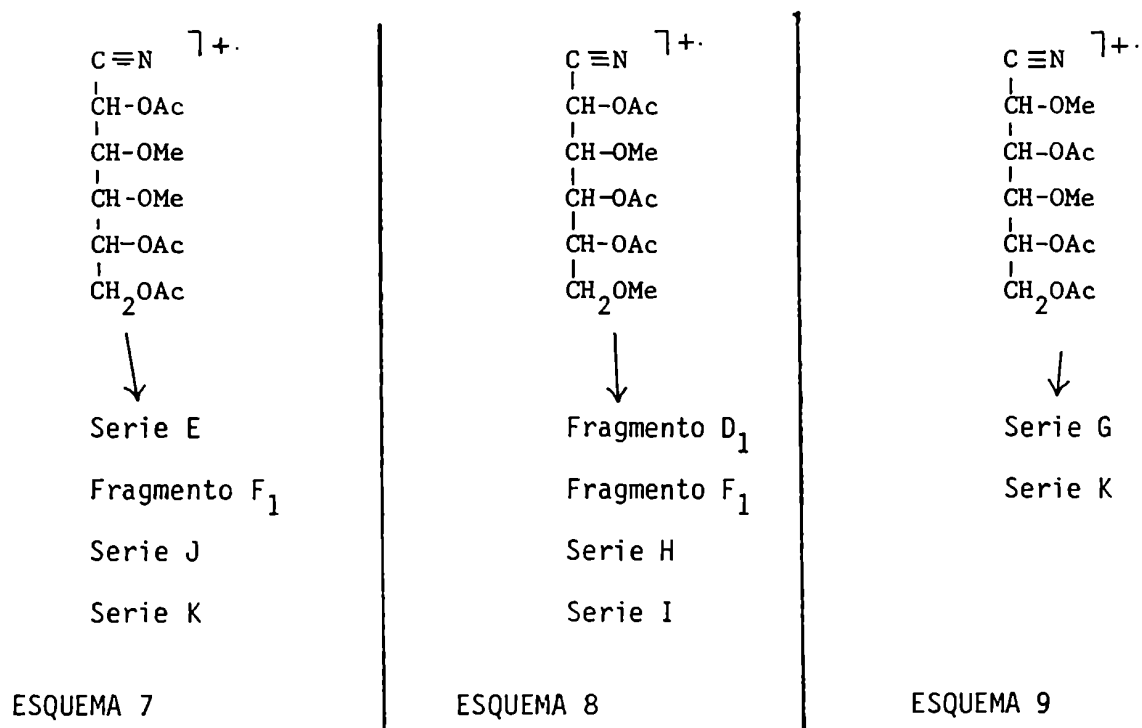 C≡N ⁊+·
CH-OAc
CH-OMe
CH-OMe
CH-OAc
CH₂OAc
Serie E
Fragmento F₁
Serie J
Serie K
ESQUEMA 7
C≡N ⁊+·
CH-OAc
CH-OMe
CH-OAc
CH-OAc
CH₂OMe
Fragmento D₁
Fragmento F₁
Serie H
Serie I
ESQUEMA 8
C≡N ⁊+·
CH-OMe
CH-OAc
CH-OMe
CH-OAc
CH₂OAc
Serie G
Serie K
ESQUEMA 9